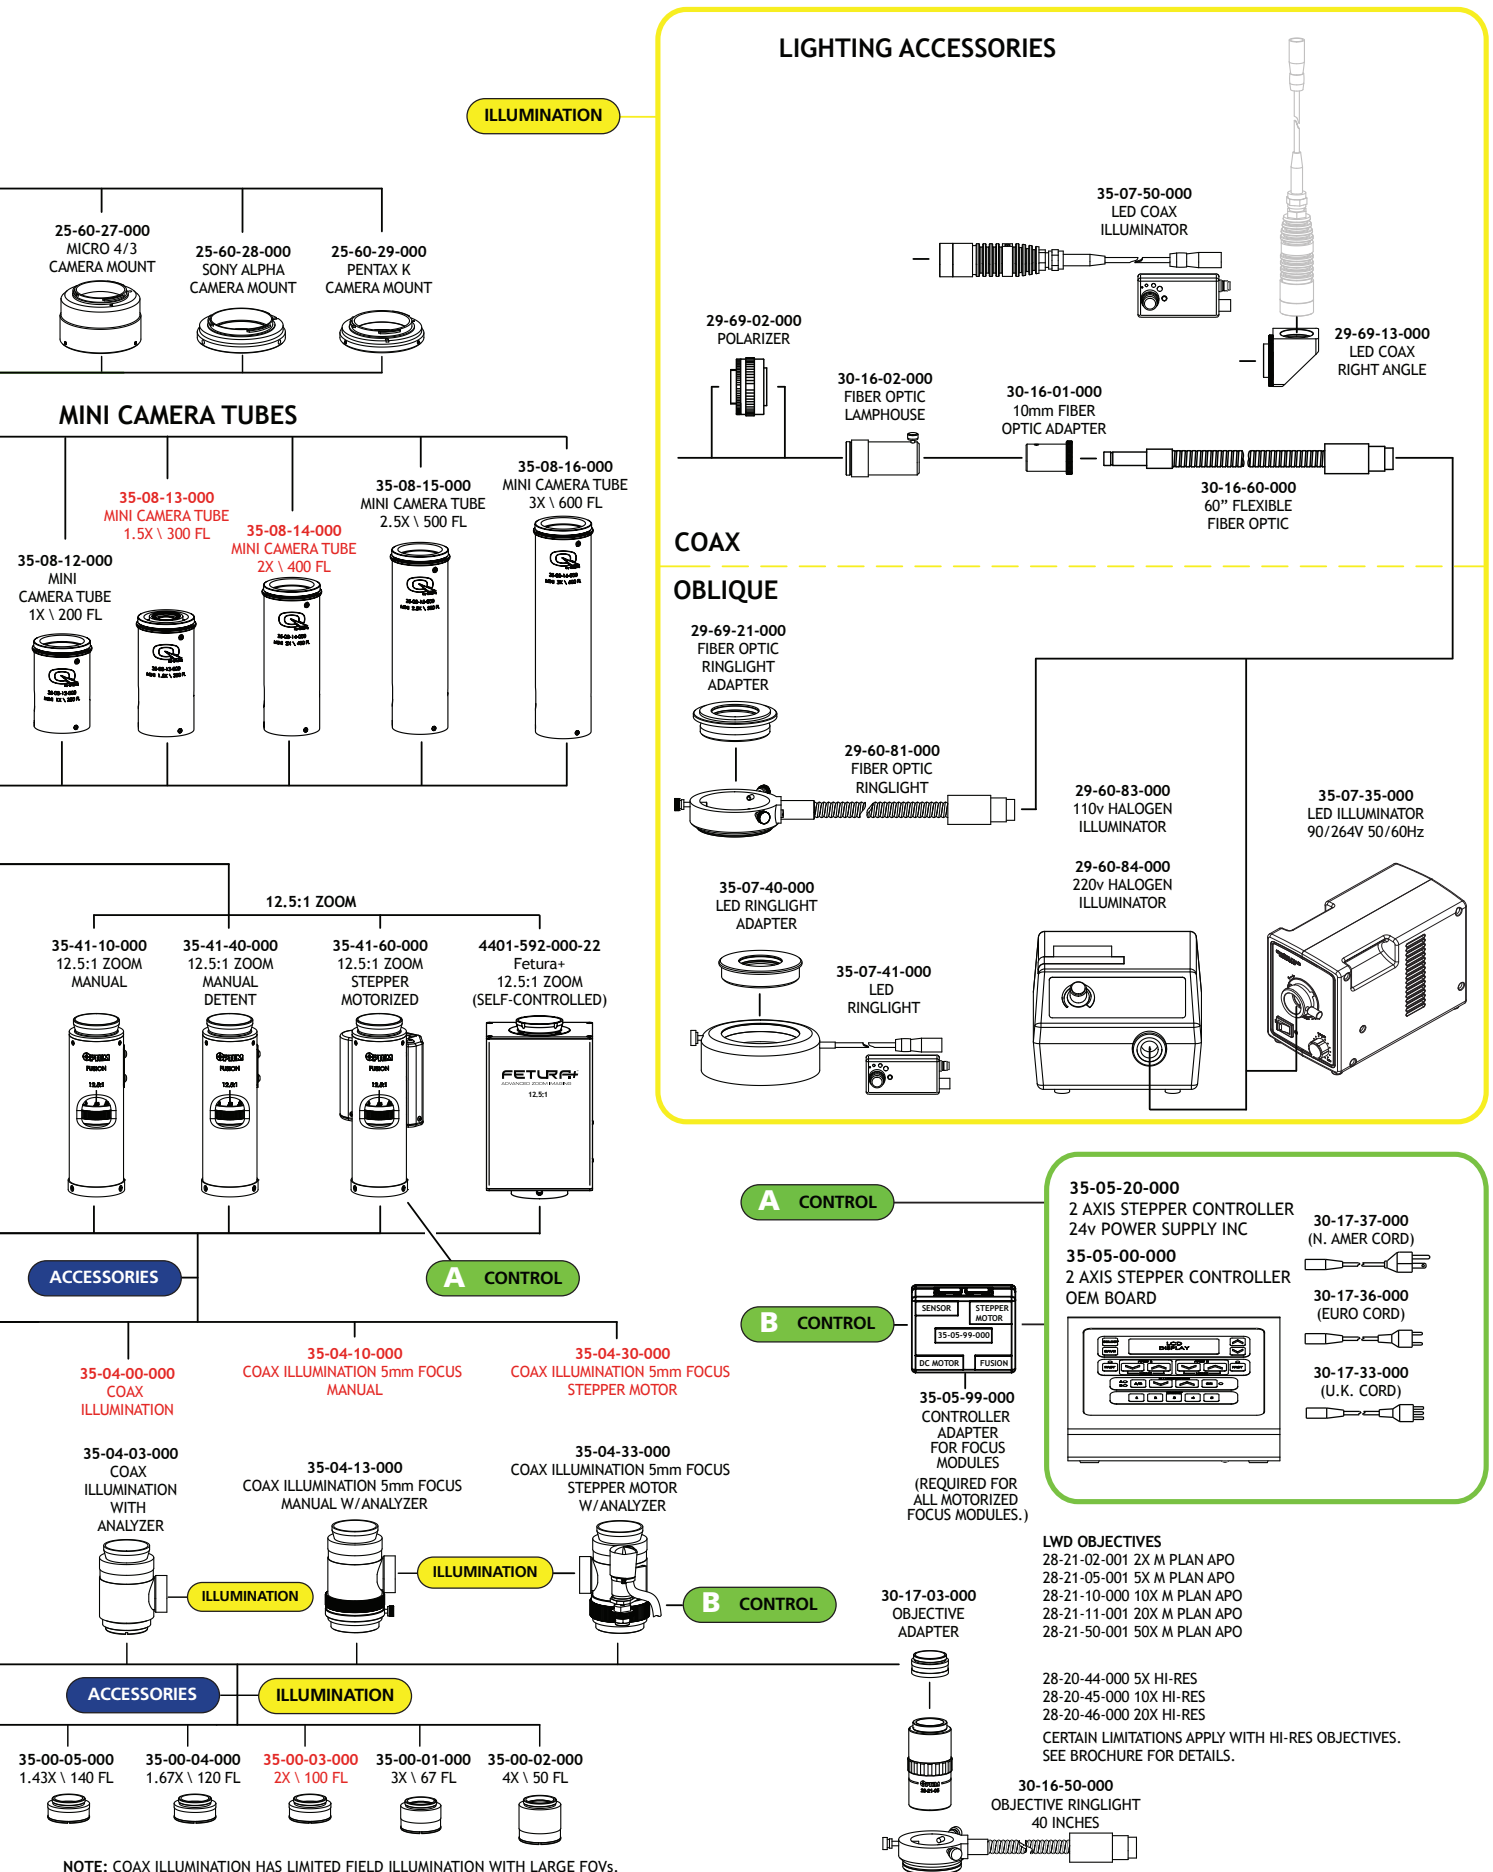 LIGHTING ACCESSORIES
ILLUMINATION
25-60-27-000
MICRO 4/3
CAMERA MOUNT
25-60-28-000
SONY ALPHA
CAMERA MOUNT
25-60-29-000
PENTAX K
CAMERA MOUNT
35-07-50-000
LED COAX
ILLUMINATOR
29-69-02-000
POLARIZER
29-69-13-000
LED COAX
RIGHT ANGLE
30-16-02-000
FIBER OPTIC
LAMPHOUSE
30-16-01-000
10mm FIBER
OPTIC ADAPTER
30-16-60-000
60” FLEXIBLE
FIBER OPTIC
MINI CAMERA TUBES
35-08-12-000
MINI
CAMERA TUBE
1X \ 200 FL
35-08-13-000
MINI CAMERA TUBE
1.5X \ 300 FL
35-08-14-000
MINI CAMERA TUBE
2X \ 400 FL
35-08-15-000
MINI CAMERA TUBE
2.5X \ 500 FL
35-08-16-000
MINI CAMERA TUBE
3X \ 600 FL
COAX
OBLIQUE
29-69-21-000
FIBER OPTIC
RINGLIGHT
ADAPTER
29-60-81-000
FIBER OPTIC
RINGLIGHT
29-60-83-000
110v HALOGEN
ILLUMINATOR
29-60-84-000
220v HALOGEN
ILLUMINATOR
35-07-35-000
LED ILLUMINATOR
90/264V 50/60Hz
35-07-40-000
LED RINGLIGHT
ADAPTER
35-07-41-000
LED
RINGLIGHT
12.5:1 ZOOM
35-41-10-000
12.5:1 ZOOM
MANUAL
35-41-40-000
12.5:1 ZOOM
MANUAL
DETENT
35-41-60-000
12.5:1 ZOOM
STEPPER
MOTORIZED
4401-592-000-22
Fetura+
12.5:1 ZOOM
(SELF-CONTROLLED)
FUSION
12.5:1
FUSION
12.5:1
FUSION
12.5:1
FETURA+
ADVANCED ZOOM IMAGING
12.5:1
ACCESSORIES
A CONTROL
A CONTROL
B CONTROL
35-05-20-000
2 AXIS STEPPER CONTROLLER
24v POWER SUPPLY INC
35-05-00-000
2 AXIS STEPPER CONTROLLER
OEM BOARD
LCD
DISPLAY
30-17-37-000
(N. AMER CORD)
30-17-36-000
(EURO CORD)
30-17-33-000
(U.K. CORD)
SENSOR
STEPPER
MOTOR
35-05-99-000
DC MOTOR
FUSION
35-05-99-000
CONTROLLER
ADAPTER
FOR FOCUS
MODULES
(REQUIRED FOR
ALL MOTORIZED
FOCUS MODULES.)
35-04-00-000
COAX
ILLUMINATION
35-04-10-000
COAX ILLUMINATION 5mm FOCUS
MANUAL
35-04-30-000
COAX ILLUMINATION 5mm FOCUS
STEPPER MOTOR
35-04-03-000
COAX
ILLUMINATION
WITH
ANALYZER
35-04-13-000
COAX ILLUMINATION 5mm FOCUS
MANUAL W/ANALYZER
35-04-33-000
COAX ILLUMINATION 5mm FOCUS
STEPPER MOTOR
W/ANALYZER
ILLUMINATION
ILLUMINATION
B CONTROL
30-17-03-000
OBJECTIVE
ADAPTER
LWD OBJECTIVES
28-21-02-001 2X M PLAN APO
28-21-05-001 5X M PLAN APO
28-21-10-000 10X M PLAN APO
28-21-11-001 20X M PLAN APO
28-21-50-001 50X M PLAN APO
28-20-44-000 5X HI-RES
28-20-45-000 10X HI-RES
28-20-46-000 20X HI-RES
CERTAIN LIMITATIONS APPLY WITH HI-RES OBJECTIVES.
SEE BROCHURE FOR DETAILS.
ACCESSORIES
ILLUMINATION
35-00-05-000
1.43X \ 140 FL
35-00-04-000
1.67X \ 120 FL
35-00-03-000
2X \ 100 FL
35-00-01-000
3X \ 67 FL
35-00-02-000
4X \ 50 FL
30-16-50-000
OBJECTIVE RINGLIGHT
40 INCHES
NOTE: COAX ILLUMINATION HAS LIMITED FIELD ILLUMINATION WITH LARGE FOVs.